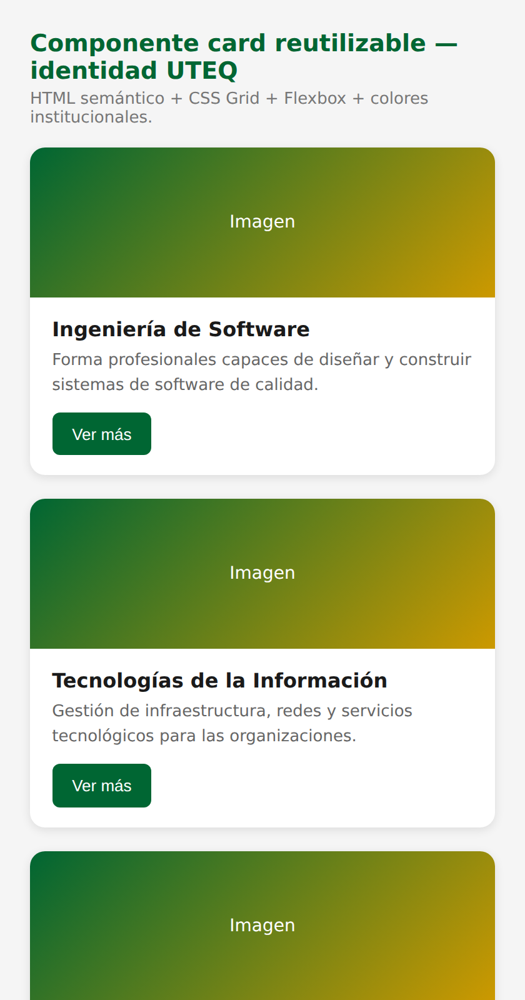 Componente card reutilizable —
identidad UTEQ
HTML semántico + CSS Grid + Flexbox + colores
institucionales.
Imagen
Ingeniería de Software
Forma profesionales capaces de diseñar y construir
sistemas de software de calidad.
Ver más
Imagen
Tecnologías de la Información
Gestión de infraestructura, redes y servicios
tecnológicos para las organizaciones.
Ver más
Imagen